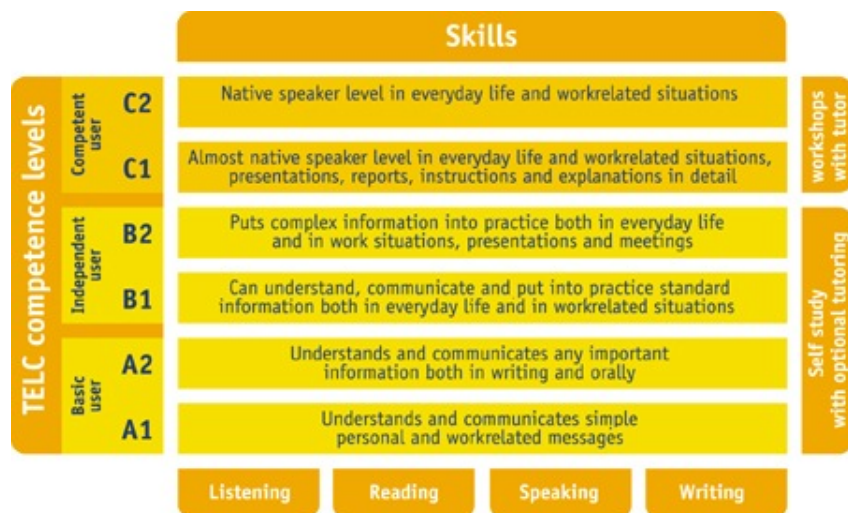 Skills
TELC competence levels
Competent
user
C2
Native speaker level in everyday life and workrelated situations
C1
Almost native speaker level in everyday life and workrelated situations,
presentations, reports, instructions and explanations in detail
workshops
with tutor
Independent
user
B2
Puts complex information into practice both in everyday life
and in work situations, presentations and meetings
B1
Can understand, communicate and put into practice standard
information both in everyday life and in workrelated situations
Basic
user
A2
Understands and communicates any important
information both in writing and orally
A1
Understands and communicates simple
personal and workrelated messages
Self study
with optional tutoring
Listening
Reading
Speaking
Writing